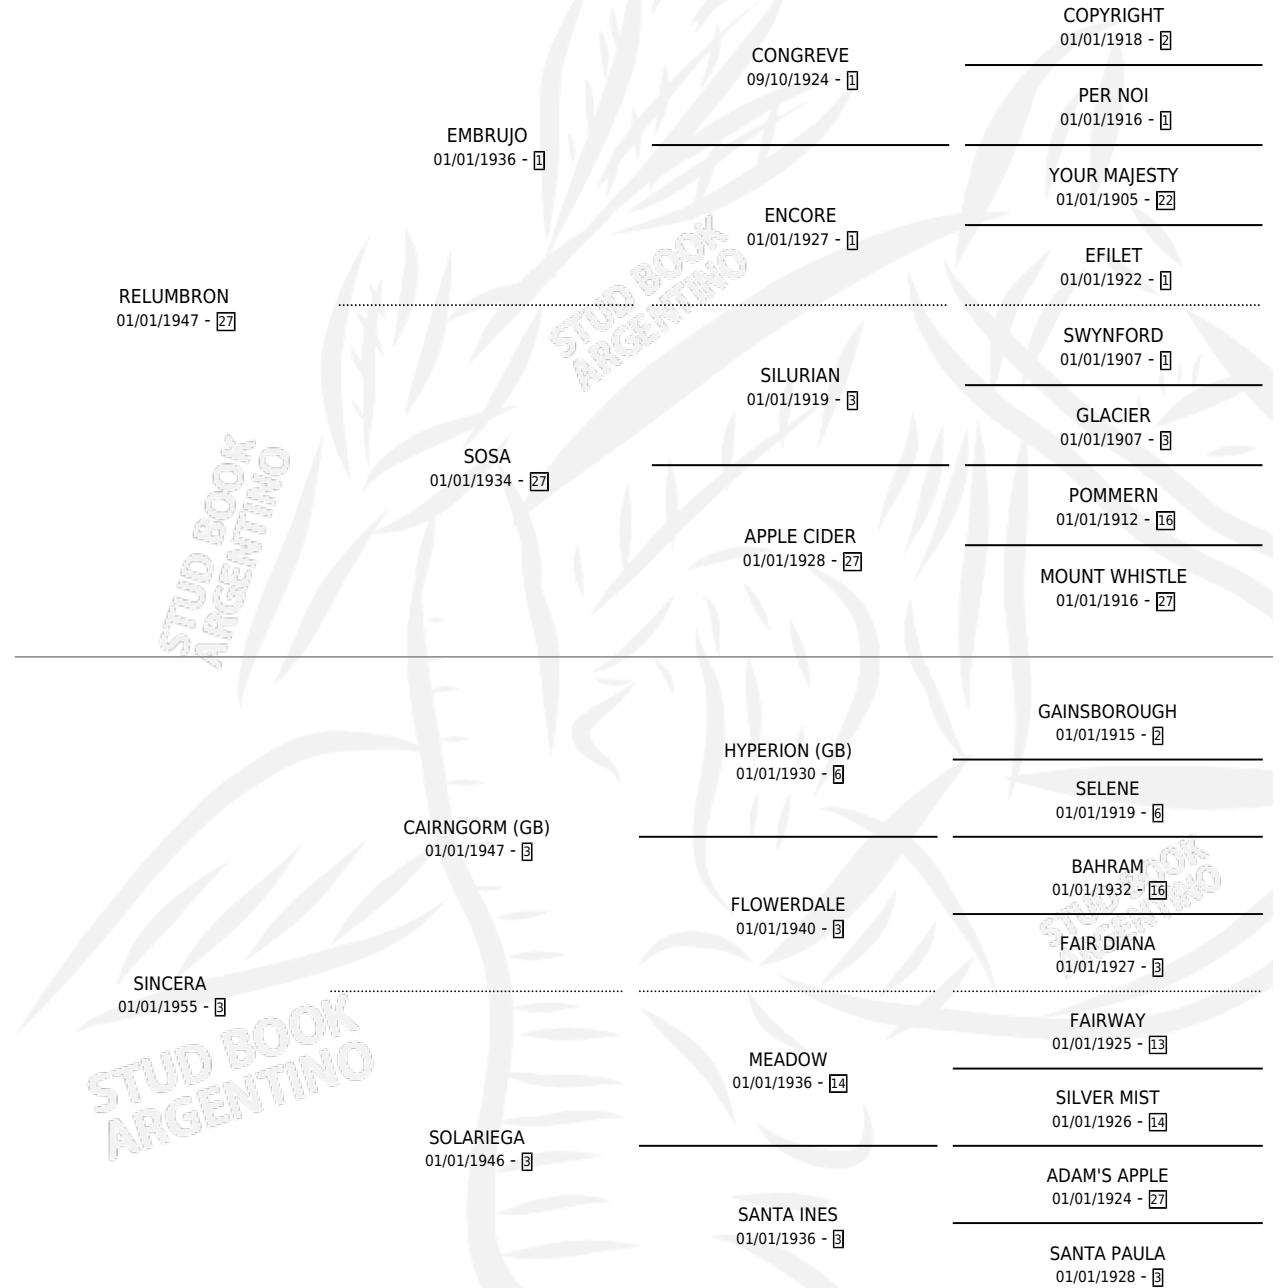 COPYRIGHT
01/01/1918 - 2
CONGREVE
09/10/1924 - 1
PER NOI
01/01/1916 - 1
EMBRUJO
01/01/1936 - 1
YOUR MAJESTY
01/01/1905 - 22
ENCORE
01/01/1927 - 1
EFILET
01/01/1922 - 1
RELUMBRON
01/01/1947 - 27
SWYNFORD
01/01/1907 - 1
SILURIAN
01/01/1919 - 3
GLACIER
01/01/1907 - 3
SOSA
01/01/1934 - 27
POMMERN
01/01/1912 - 16
APPLE CIDER
01/01/1928 - 27
MOUNT WHISTLE
01/01/1916 - 27
GAINSBOROUGH
01/01/1915 - 2
HYPERION (GB)
01/01/1930 - 6
SELENE
01/01/1919 - 6
CAIRNGORM (GB)
01/01/1947 - 3
BAHRAM
01/01/1932 - 16
FLOWERDALE
01/01/1940 - 3
FAIR DIANA
01/01/1927 - 3
SINCERA
01/01/1955 - 3
FAIRWAY
01/01/1925 - 13
MEADOW
01/01/1936 - 14
SILVER MIST
01/01/1926 - 14
SOLARIEGA
01/01/1946 - 3
ADAM'S APPLE
01/01/1924 - 27
SANTA INES
01/01/1936 - 3
SANTA PAULA
01/01/1928 - 3
STUD BOOK
ARGENTINO
STUD BOOK
ARGENTINO
STUD BOOK
ARGENTINO
STUD BOOK
ARGENTINO